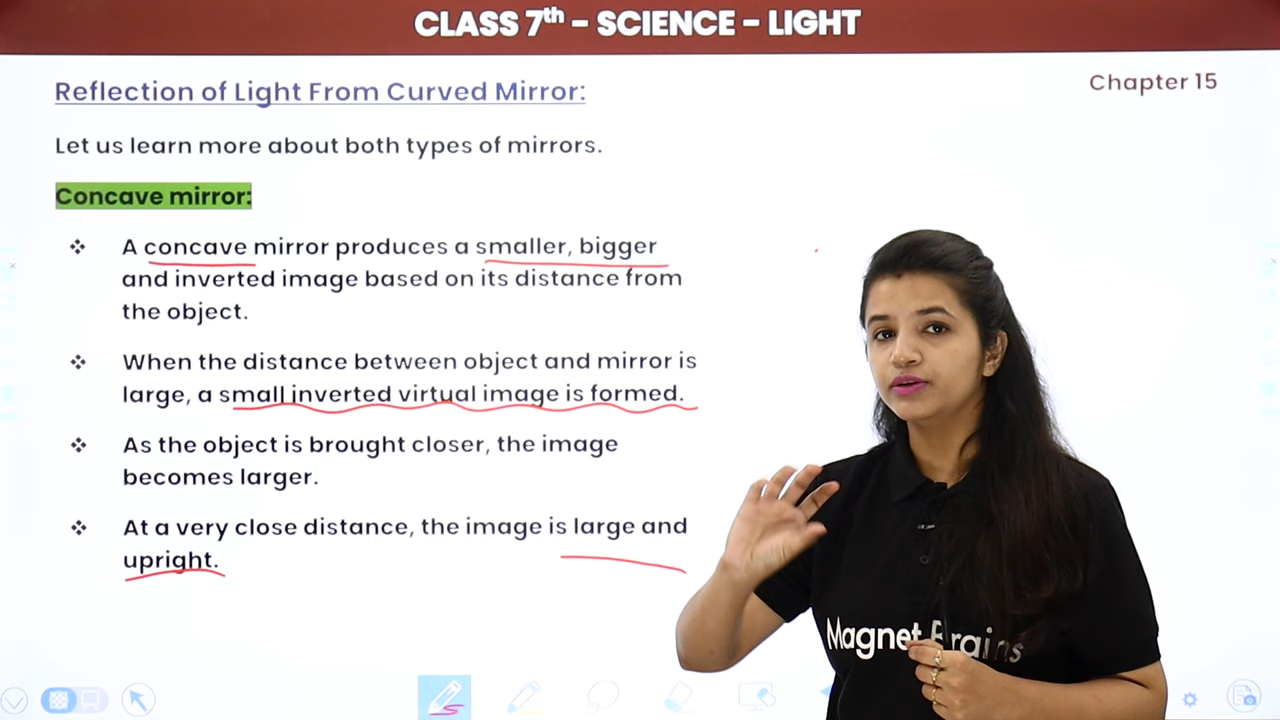 CLASS 7th – SCIENCE – LIGHT
Reflection of Light From Curved Mirror:
Chapter 15
Let us learn more about both types of mirrors.
Concave mirror:
❖ A concave mirror produces a smaller, bigger
and inverted image based on its distance from
the object.
❖ When the distance between object and mirror is
large, a small inverted virtual image is formed.
❖ As the object is brought closer, the image
becomes larger.
❖ At a very close distance, the image is large and
upright.
Magnet Brains